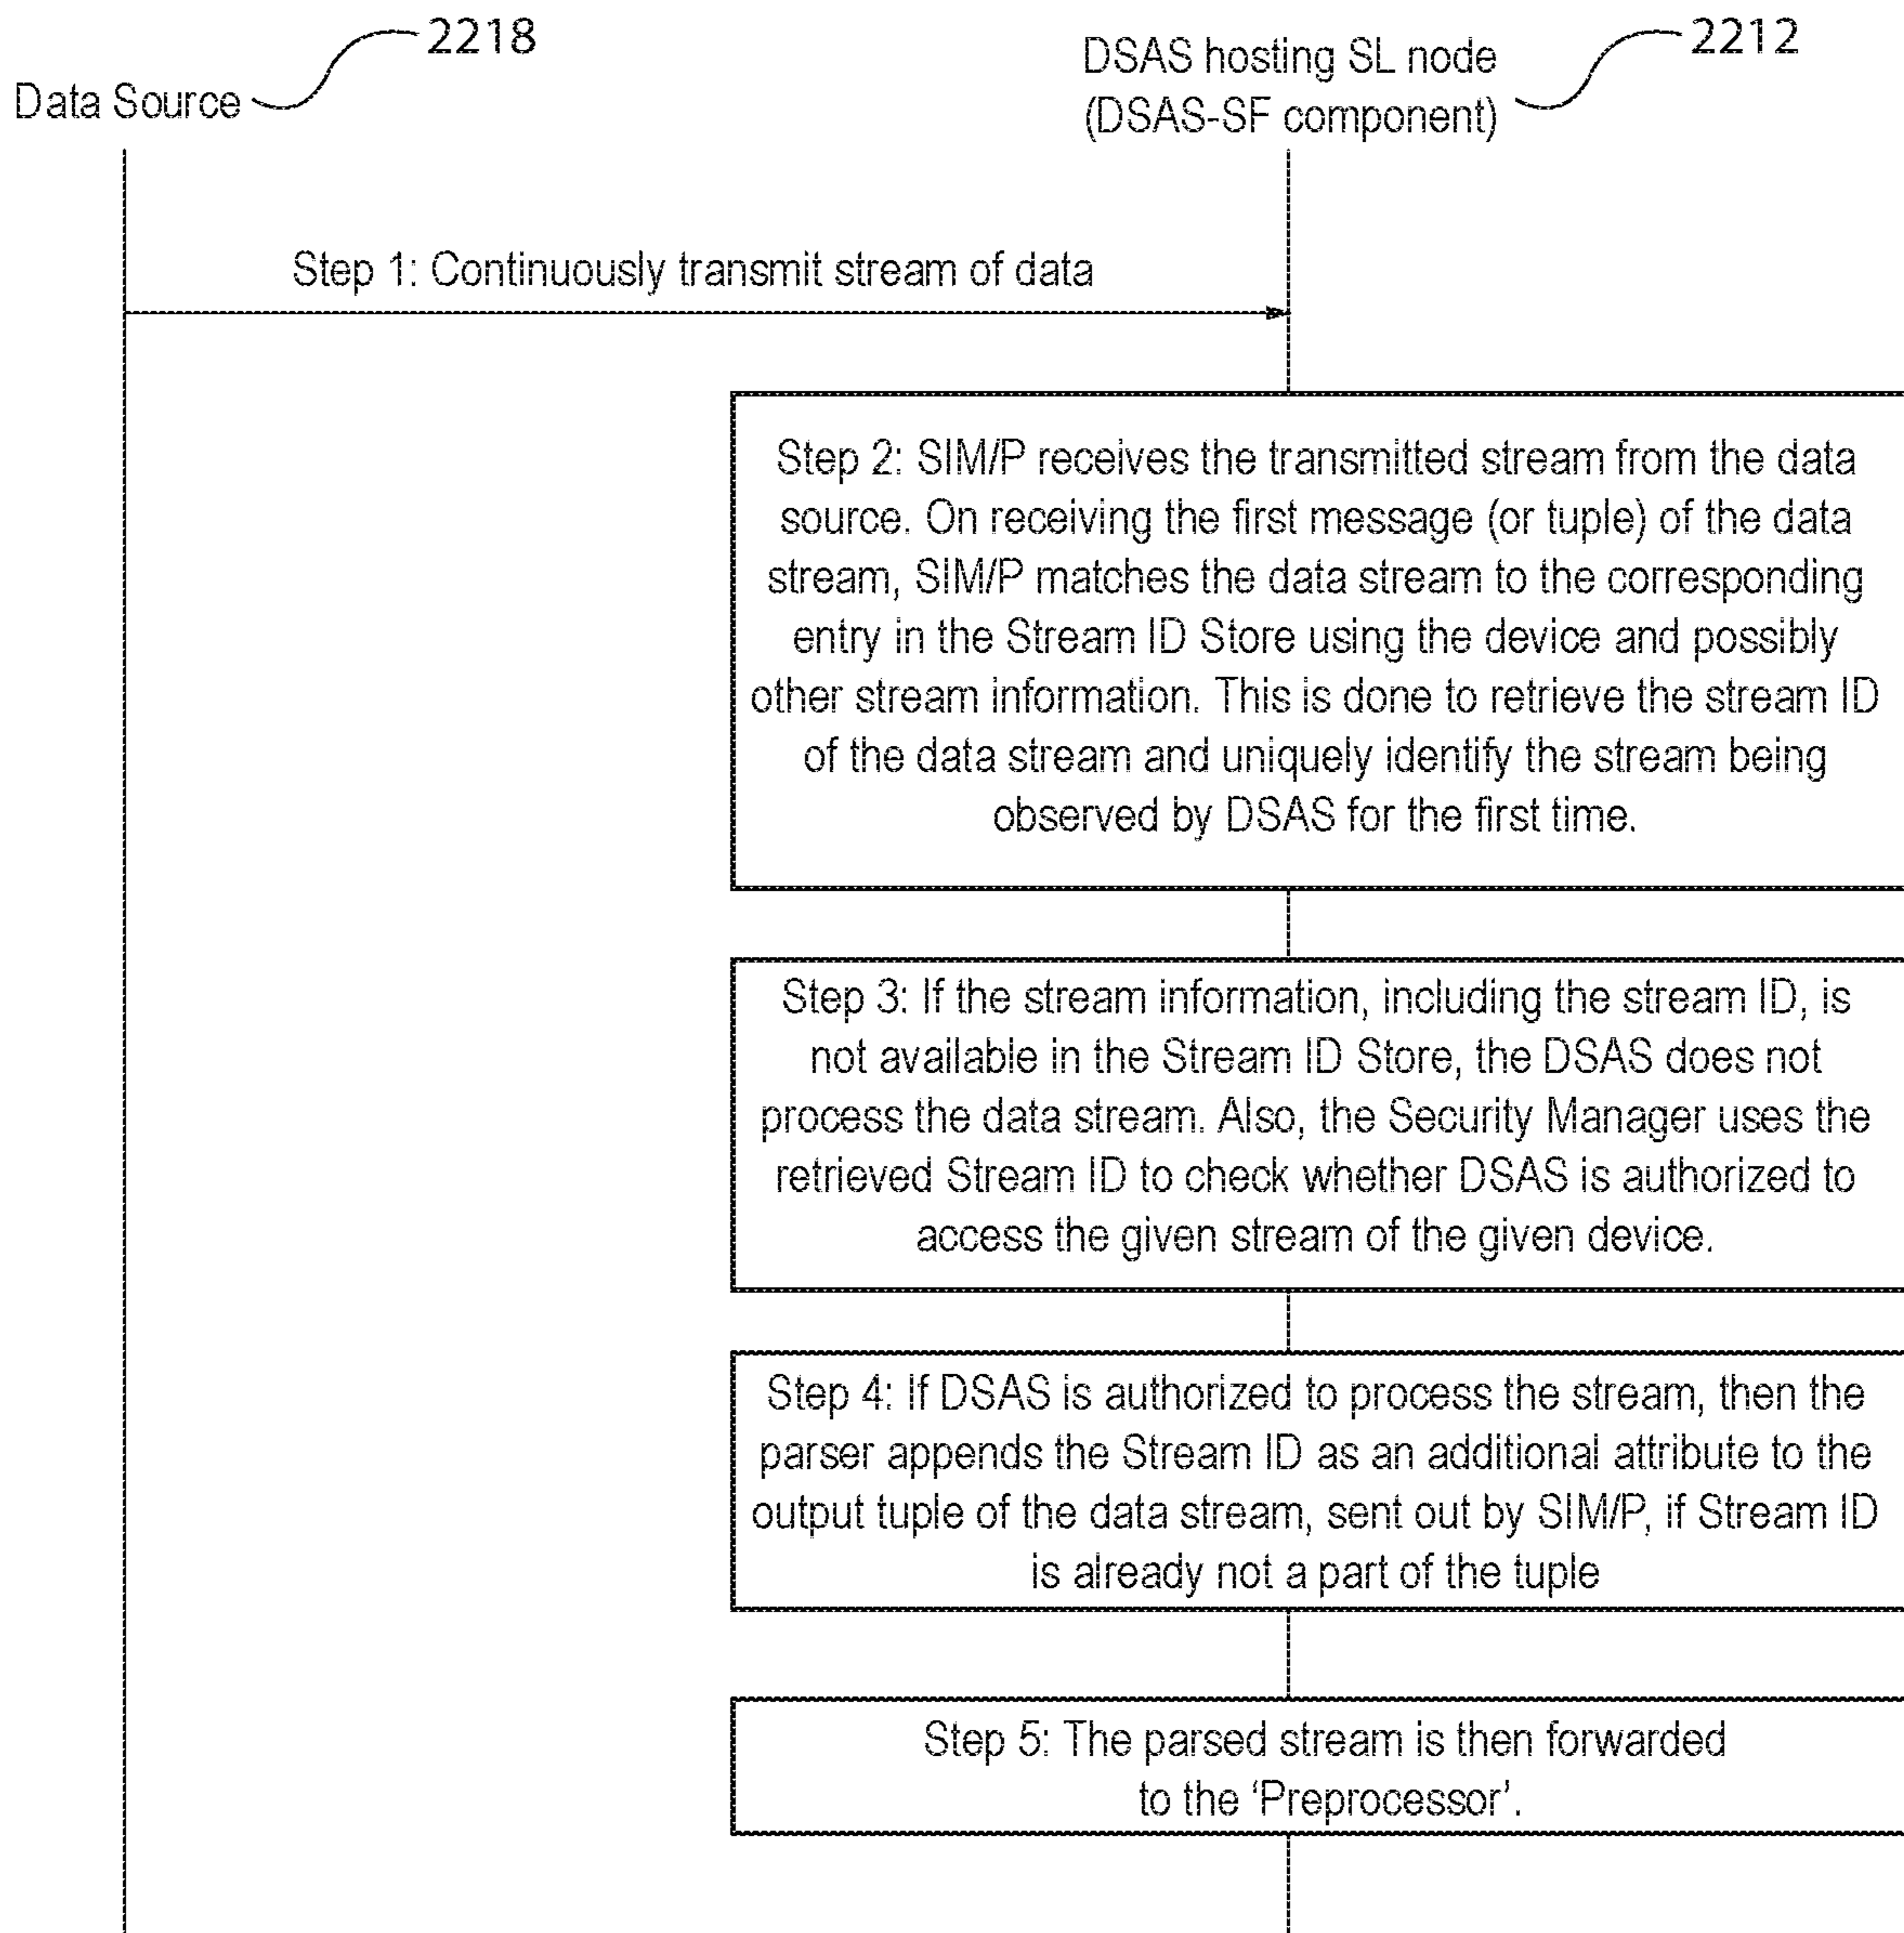 2218
2212
Data Source
DSAS hosting SL node
(DSAS-SF component)
Step 1: Continuously transmit stream of data
Step 2: SIM/P receives the transmitted stream from the data
source. On receiving the first message (or tuple) of the data
stream, SIM/P matches the data stream to the corresponding
entry in the Stream ID Store using the device and possibly
other stream information. This is done to retrieve the stream ID
of the data stream and uniquely identify the stream being
observed by DSAS for the first time.
Step 3: If the stream information, including the stream ID, is
not available in the Stream ID Store, the DSAS does not
process the data stream. Also, the Security Manager uses the
retrieved Stream ID to check whether DSAS is authorized to
access the given stream of the given device.
Step 4: If DSAS is authorized to process the stream, then the
parser appends the Stream ID as an additional attribute to the
output tuple of the data stream, sent out by SIM/P, if Stream ID
is already not a part of the tuple
Step 5: The parsed stream is then forwarded
to the ‘Preprocessor’.